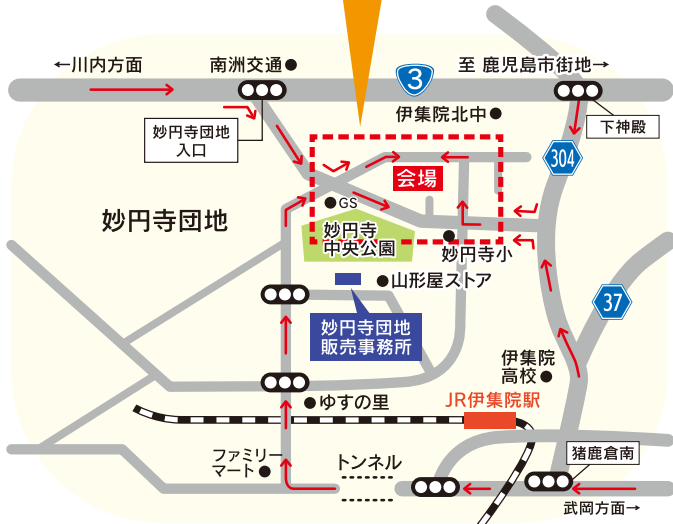 ←川内方面
南洲交通
3
至 鹿児島市街地→
伊集院北中
下神殿
妙円寺団地
入口
304
会場
GS
妙円寺団地
妙円寺
中央公園
妙円寺小
山形屋ストア
37
妙円寺団地
販売事務所
伊集院
高校
ゆすの里
JR伊集院駅
ファミリー
マート
トンネル
猪鹿倉南
武岡方面→